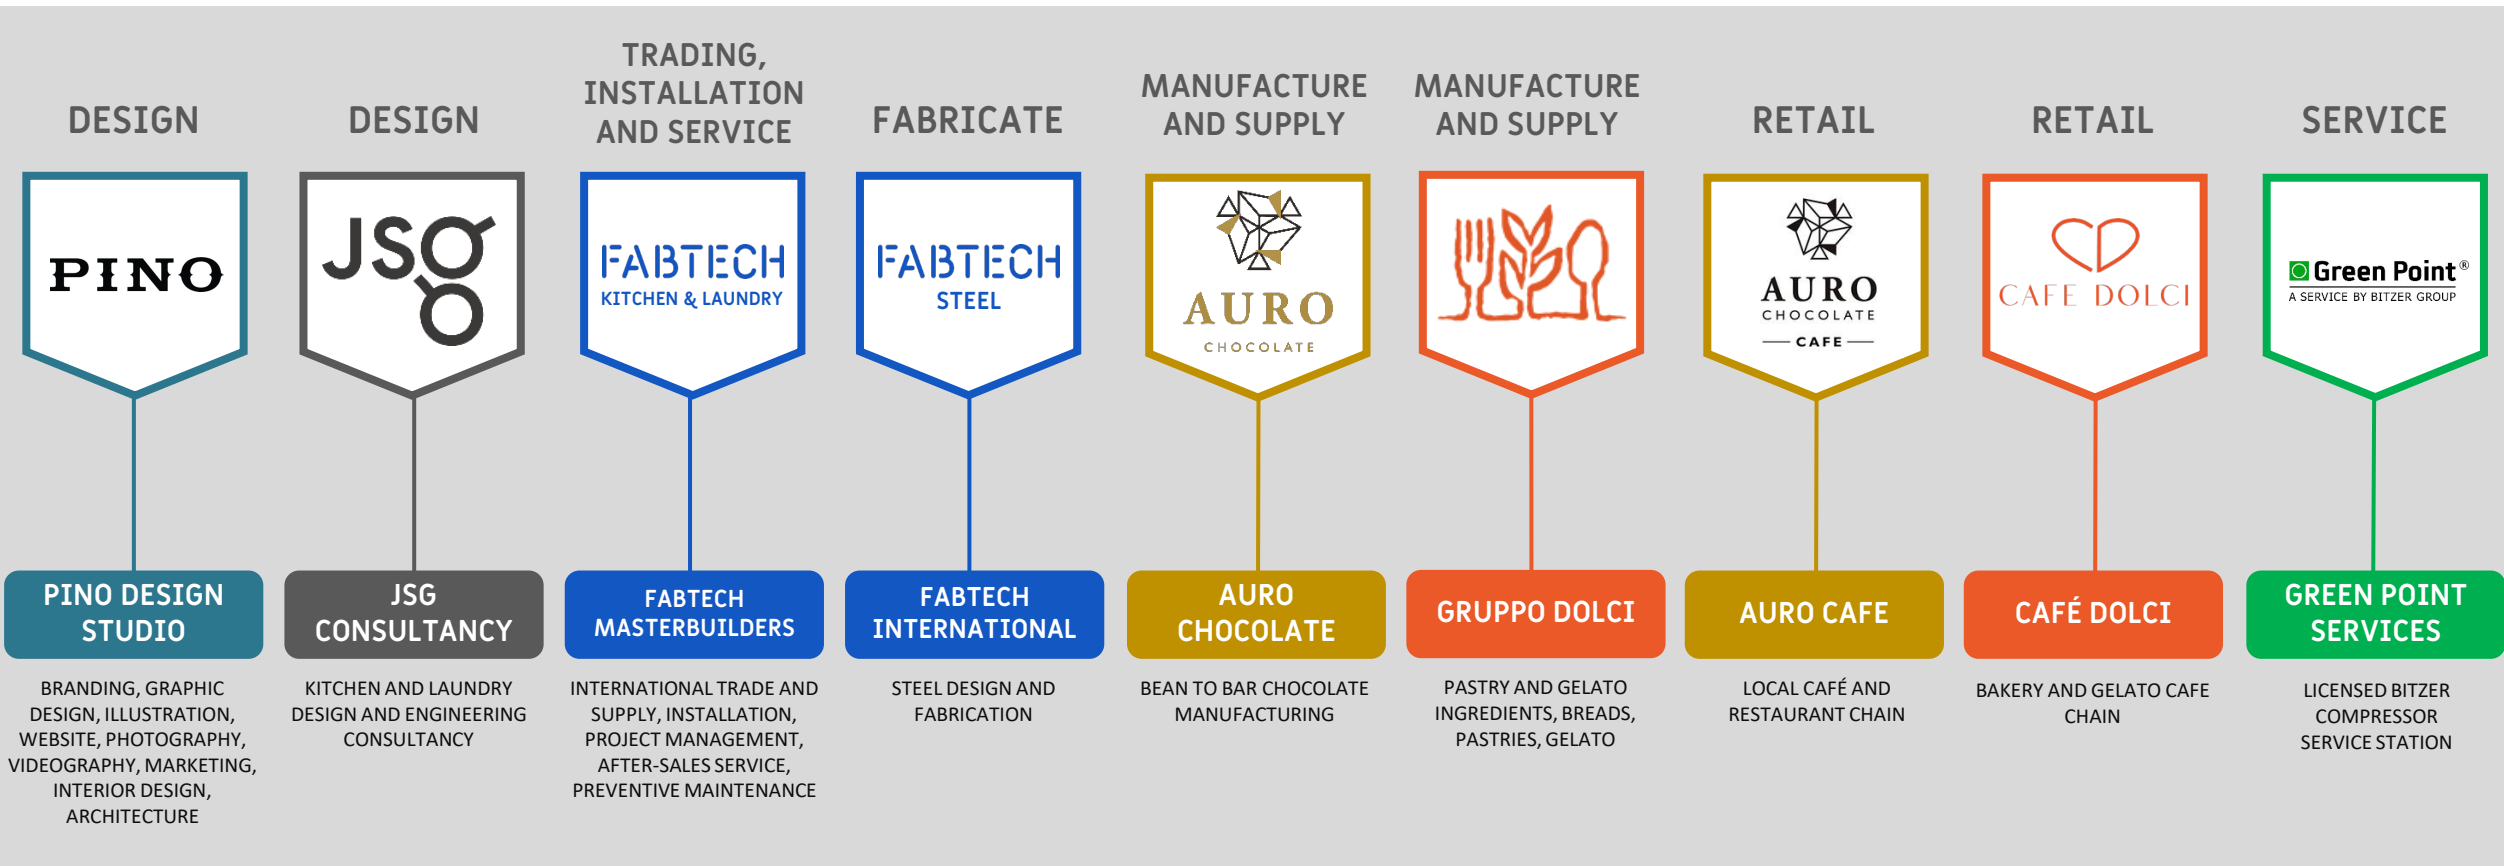 DESIGN
DESIGN
TRADING,
INSTALLATION
AND SERVICE
FABRICATE
MANUFACTURE
AND SUPPLY
MANUFACTURE
AND SUPPLY
RETAIL
RETAIL
SERVICE
PINO
JSg
FABTECH
KITCHEN & LAUNDRY
FABTECH
STEEL
AURO
CHOCOLATE
AURO
CHOCOLATE
CAFE
CAFE DOLCI
Green Point®
A SERVICE BY BITZER GROUP
PINO DESIGN
STUDIO
JSG
CONSULTANCY
FABTECH
MASTERBUILDERS
FABTECH
INTERNATIONAL
AURO
CHOCOLATE
GRUPPO DOLCI
AURO CAFE
CAFÉ DOLCI
GREEN POINT
SERVICES
BRANDING, GRAPHIC
DESIGN, ILLUSTRATION,
WEBSITE, PHOTOGRAPHY,
VIDEOGRAPHY, MARKETING,
INTERIOR DESIGN,
ARCHITECTURE
KITCHEN AND LAUNDRY
DESIGN AND ENGINEERING
CONSULTANCY
INTERNATIONAL TRADE AND
SUPPLY, INSTALLATION,
PROJECT MANAGEMENT,
AFTER-SALES SERVICE,
PREVENTIVE MAINTENANCE
STEEL DESIGN AND
FABRICATION
BEAN TO BAR CHOCOLATE
MANUFACTURING
PASTRY AND GELATO
INGREDIENTS, BREADS,
PASTRIES, GELATO
LOCAL CAFÉ AND
RESTAURANT CHAIN
BAKERY AND GELATO CAFE
CHAIN
LICENSED BITZER
COMPRESSOR
SERVICE STATION